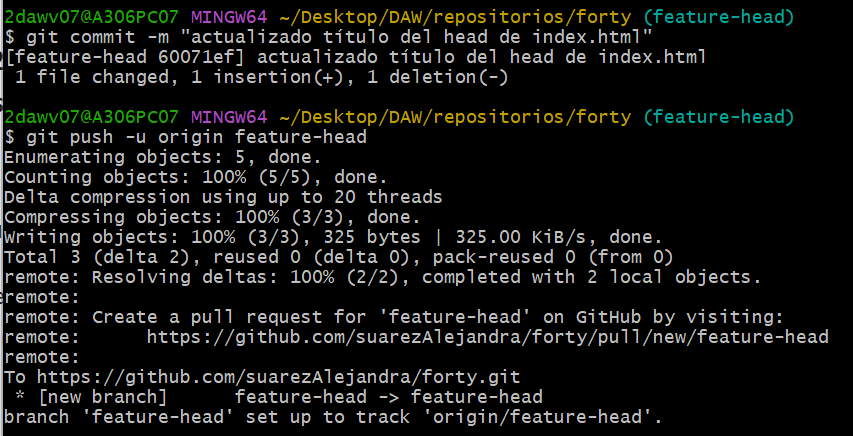 2dawv07@A306PC07 MINGW64 ~/Desktop/DAW/repositorios/forty (feature-head)
$ git commit -m "actualizado título del head de index.html"
[feature-head 60071ef] actualizado título del head de index.html
 1 file changed, 1 insertion(+), 1 deletion(-)
2dawv07@A306PC07 MINGW64 ~/Desktop/DAW/repositorios/forty (feature-head)
$ git push -u origin feature-head
Enumerating objects: 5, done.
Counting objects: 100% (5/5), done.
Delta compression using up to 20 threads
Compressing objects: 100% (3/3), done.
Writing objects: 100% (3/3), 325 bytes | 325.00 KiB/s, done.
Total 3 (delta 2), reused 0 (delta 0), pack-reused 0 (from 0)
remote: Resolving deltas: 100% (2/2), completed with 2 local objects.
remote:
remote: Create a pull request for 'feature-head' on GitHub by visiting:
remote:      https://github.com/suarezAlejandra/forty/pull/new/feature-head
remote:
To https://github.com/suarezAlejandra/forty.git
 * [new branch]      feature-head -> feature-head
branch 'feature-head' set up to track 'origin/feature-head'.